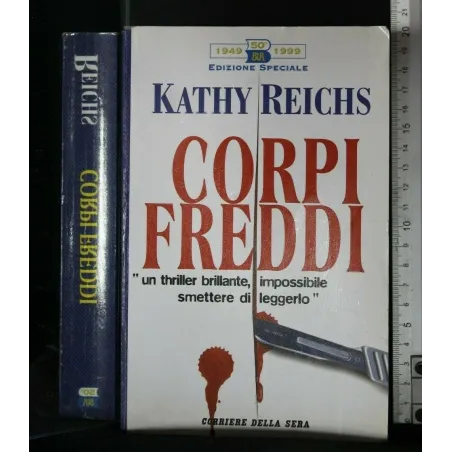 REICHS
CORPI FREDDI
1949 50° BUR 1999
EDIZIONE SPECIALE
KATHY REICHS
CORPI
FREDDI
"un thriller brillante, impossibile
smettere di leggerlo"
CORRIERE DELLA SERA